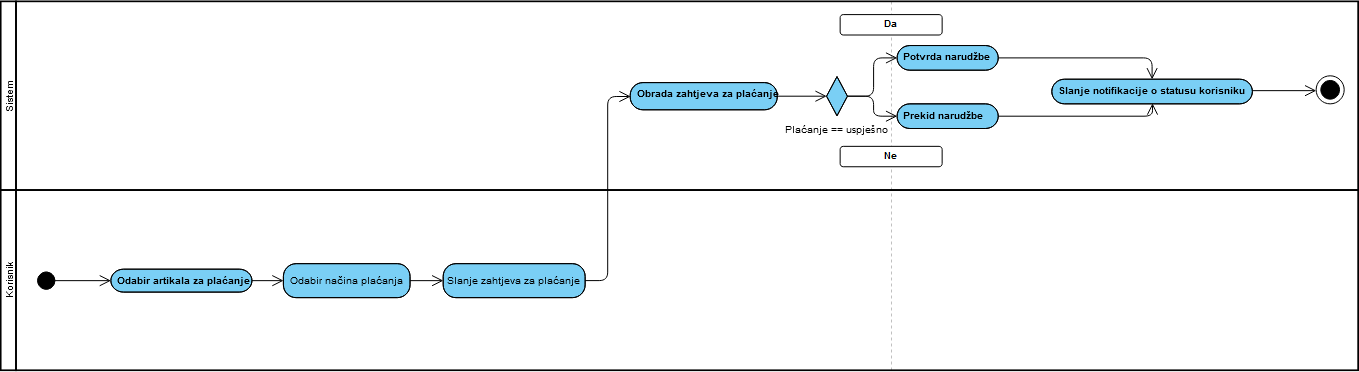 Sistem
Da
Potvrda narudžbe
Obrada zahtjeva za plaćanje
Slanje notifikacije o statusu korisniku
Prekid narudžbe
Plaćanje == uspješno
Ne
Korisnik
Odabir artikala za plaćanje
Odabir načina plaćanja
Slanje zahtjeva za plaćanje